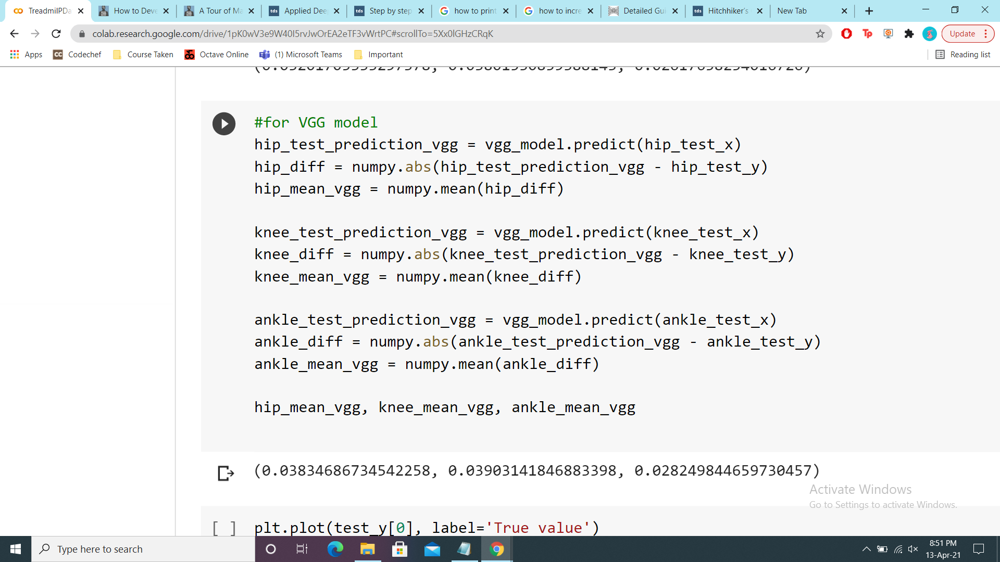 TreadmilPDa
How to Deve
A Tour of Ma
tds Applied Dee
tds Step by step
how to print
how to incre
Detailed Gui
tds Hitchhiker's
New Tab
colab.research.google.com/drive/1pK0wV3e9W40I5rvJwOrEA2eTF3vWrtPC#scrollTo=5Xx0lGHzCRqK
Tp
Update
Apps
CC Codechef
Course Taken
Octave Online
(1) Microsoft Teams
Important
Reading list
#for VGG model
hip_test_prediction_vgg = vgg_model.predict(hip_test_x)
hip_diff = numpy.abs(hip_test_prediction_vgg - hip_test_y)
hip_mean_vgg = numpy.mean(hip_diff)
knee_test_prediction_vgg = vgg_model.predict(knee_test_x)
knee_diff = numpy.abs(knee_test_prediction_vgg - knee_test_y)
knee_mean_vgg = numpy.mean(knee_diff)
ankle_test_prediction_vgg = vgg_model.predict(ankle_test_x)
ankle_diff = numpy.abs(ankle_test_prediction_vgg - ankle_test_y)
ankle_mean_vgg = numpy.mean(ankle_diff)
hip_mean_vgg, knee_mean_vgg, ankle_mean_vgg
(0.03834686734542258, 0.03903141846883398, 0.028249844659730457)
Activate Windows
Go to Settings to activate Windows.
[ ] plt.plot(test_y[0], label='True value')
Type here to search
8:51 PM
13-Apr-21